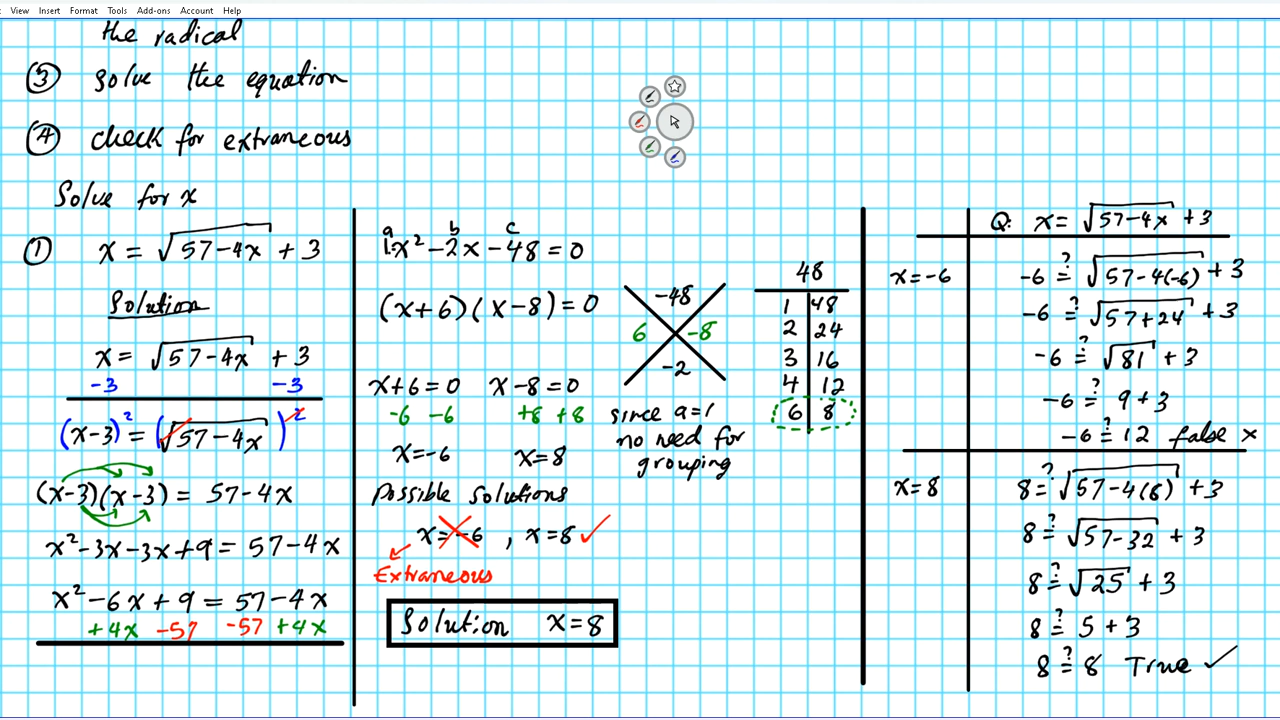 View Insert Format Tools Add-ons Account Help
the radical
③ solve the equation
④ check for extraneous
Solve for x
① x = √(57-4x) + 3
Solution
x = √(57-4x) + 3
-3 -3
(x-3)² = (√(57-4x))²
(x-3)(x-3) = 57-4x
x²-3x-3x+9 = 57-4x
x²-6x+9 = 57-4x
+4x -57 -57 +4x
a b c
1x²-2x-48 = 0
(x+6)(x-8) = 0
x+6=0 x-8=0
-6 -6 +8 +8
x=-6 x=8
Possible solutions
x=-6 , x=8 ✓
Extraneous
Solution x=8
-48
6 -8
-2
since a=1
no need for
grouping
48
1 48
2 24
3 16
4 12
6 8
Q: x = √(57-4x) + 3
x=-6 -6 ≟ √(57-4(-6)) + 3
-6 ≟ √(57+24) + 3
-6 ≟ √81 + 3
-6 ≟ 9+3
-6 ≟ 12 false x
x=8 8 ≟ √(57-4(8)) + 3
8 ≟ √(57-32) + 3
8 ≟ √25 + 3
8 ≟ 5 + 3
8 ≟ 8 True ✓